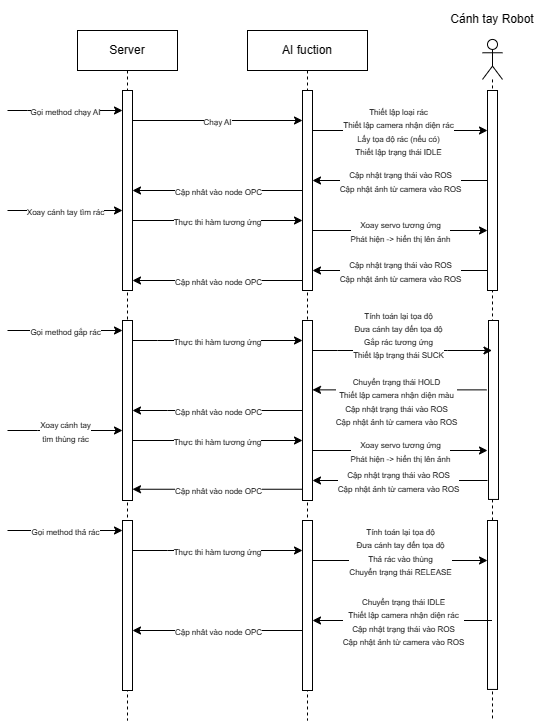 Cánh tay Robot
Server
AI fuction
Gọi method chạy AI
Chạy AI
Thiết lập loại rác
Thiết lập camera nhận diện rác
Lấy tọa độ rác (nếu có)
Thiết lập trạng thái IDLE
Cập nhật trạng thái vào ROS
Cập nhật ảnh từ camera vào ROS
Cập nhât vào node OPC
Xoay cánh tay tìm rác
Thực thi hàm tương ứng
Xoay servo tương ứng
Phát hiện -> hiển thị lên ảnh
Cập nhật trạng thái vào ROS
Cập nhật ảnh từ camera vào ROS
Cập nhât vào node OPC
Gọi method gắp rác
Thực thi hàm tương ứng
Tính toán lại tọa độ
Đưa cánh tay đến tọa độ
Gắp rác tương ứng
Thiết lập trạng thái SUCK
Chuyển trạng thái HOLD
Thiết lập camera nhận diện màu
Cập nhật trạng thái vào ROS
Cập nhật ảnh từ camera vào ROS
Cập nhât vào node OPC
Xoay cánh tay
tìm thùng rác
Thực thi hàm tương ứng
Xoay servo tương ứng
Phát hiện -> hiển thị lên ảnh
Cập nhật trạng thái vào ROS
Cập nhật ảnh từ camera vào ROS
Cập nhât vào node OPC
Gọi method thả rác
Thực thi hàm tương ứng
Tính toán lại tọa độ
Đưa cánh tay đến tọa độ
Thả rác vào thùng
Chuyển trạng thái RELEASE
Chuyển trạng thái IDLE
Thiết lập camera nhận diện rác
Cập nhật trạng thái vào ROS
Cập nhật ảnh từ camera vào ROS
Cập nhât vào node OPC